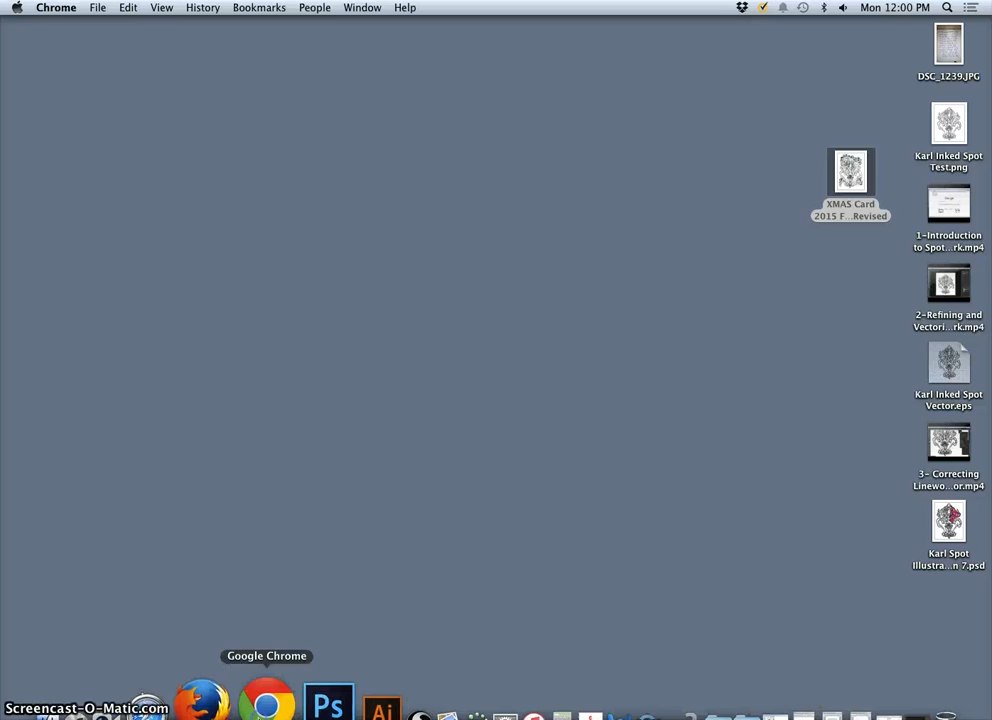 Chrome File Edit View History Bookmarks People Window Help Mon 12:00 PM
DSC_1239.JPG
Karl Inked Spot
Test.png
XMAS Card
2015 F...Revised
1-Introduction
to Spot...rk.mp4
2-Refining and
Vectori...rk.mp4
Karl Inked Spot
Vector.eps
3- Correcting
Linewo...or.mp4
Karl Spot
Illustra...n 7.psd
Google Chrome
Ps
Ai
Screencast-O-Matic.com